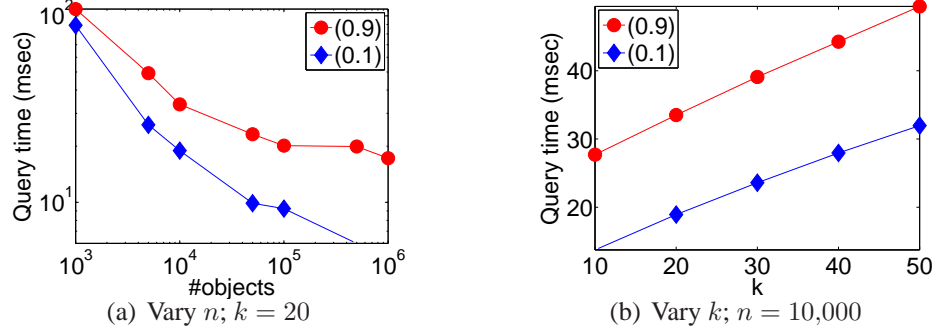 Query time (msec)
10²
10¹
(0.9)
(0.1)
10³ 10⁴ 10⁵ 10⁶
#objects
(a) Vary n; k = 20
Query time (msec)
40
30
20
(0.9)
(0.1)
10 20 30 40 50
k
(b) Vary k; n = 10,000